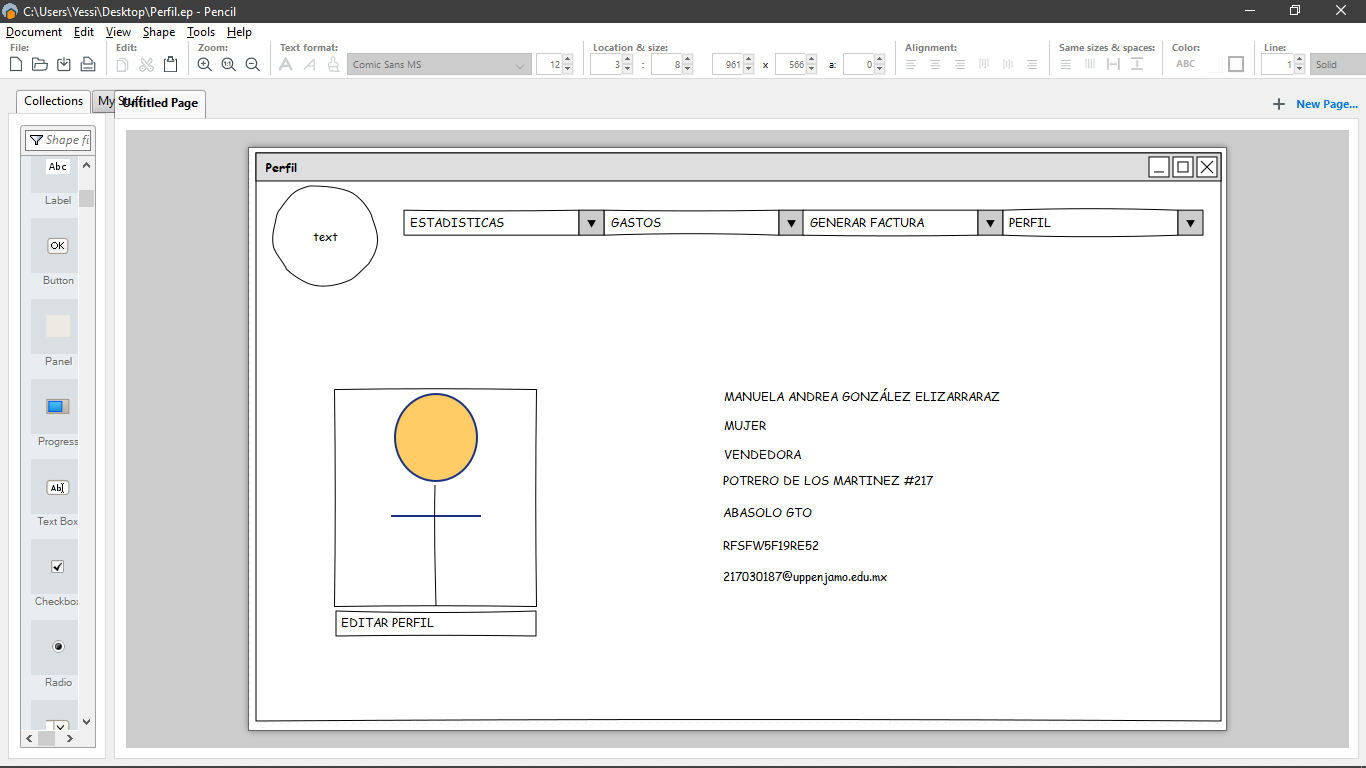 C:\Users\Yessi\Desktop\Perfil.ep - Pencil
Document Edit View Shape Tools Help
File: Edit: Zoom: Text format: Location & size: Alignment: Same sizes & spaces: Color: Line:
Comic Sans MS 12 3 : 8 961 x 566 a: 0 ABC 1 Solid
Collections My Stuff Untitled Page New Page...
Shape fi
Abc
Label
OK
Button
Panel
Progress
Ab
Text Box
Checkbox
Radio
Perfil
text
ESTADISTICAS GASTOS GENERAR FACTURA PERFIL
MANUELA ANDREA GONZÁLEZ ELIZARRARAZ
MUJER
VENDEDORA
POTRERO DE LOS MARTINEZ #217
ABASOLO GTO
RFSFW5F19RE52
217030187@uppenjamo.edu.mx
EDITAR PERFIL